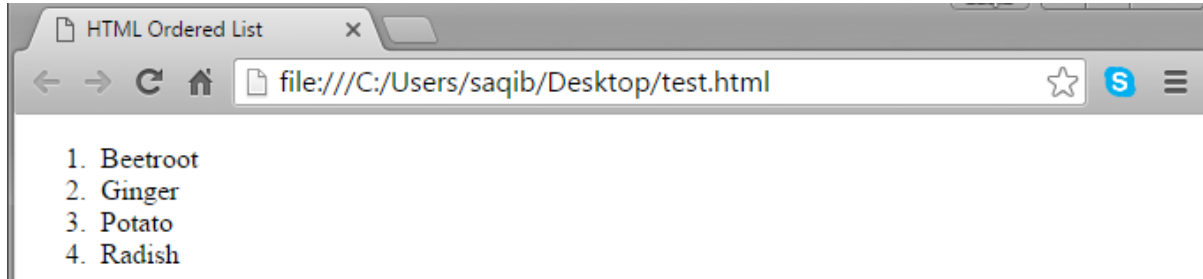 HTML Ordered List
file:///C:/Users/saqib/Desktop/test.html
1. Beetroot
2. Ginger
3. Potato
4. Radish